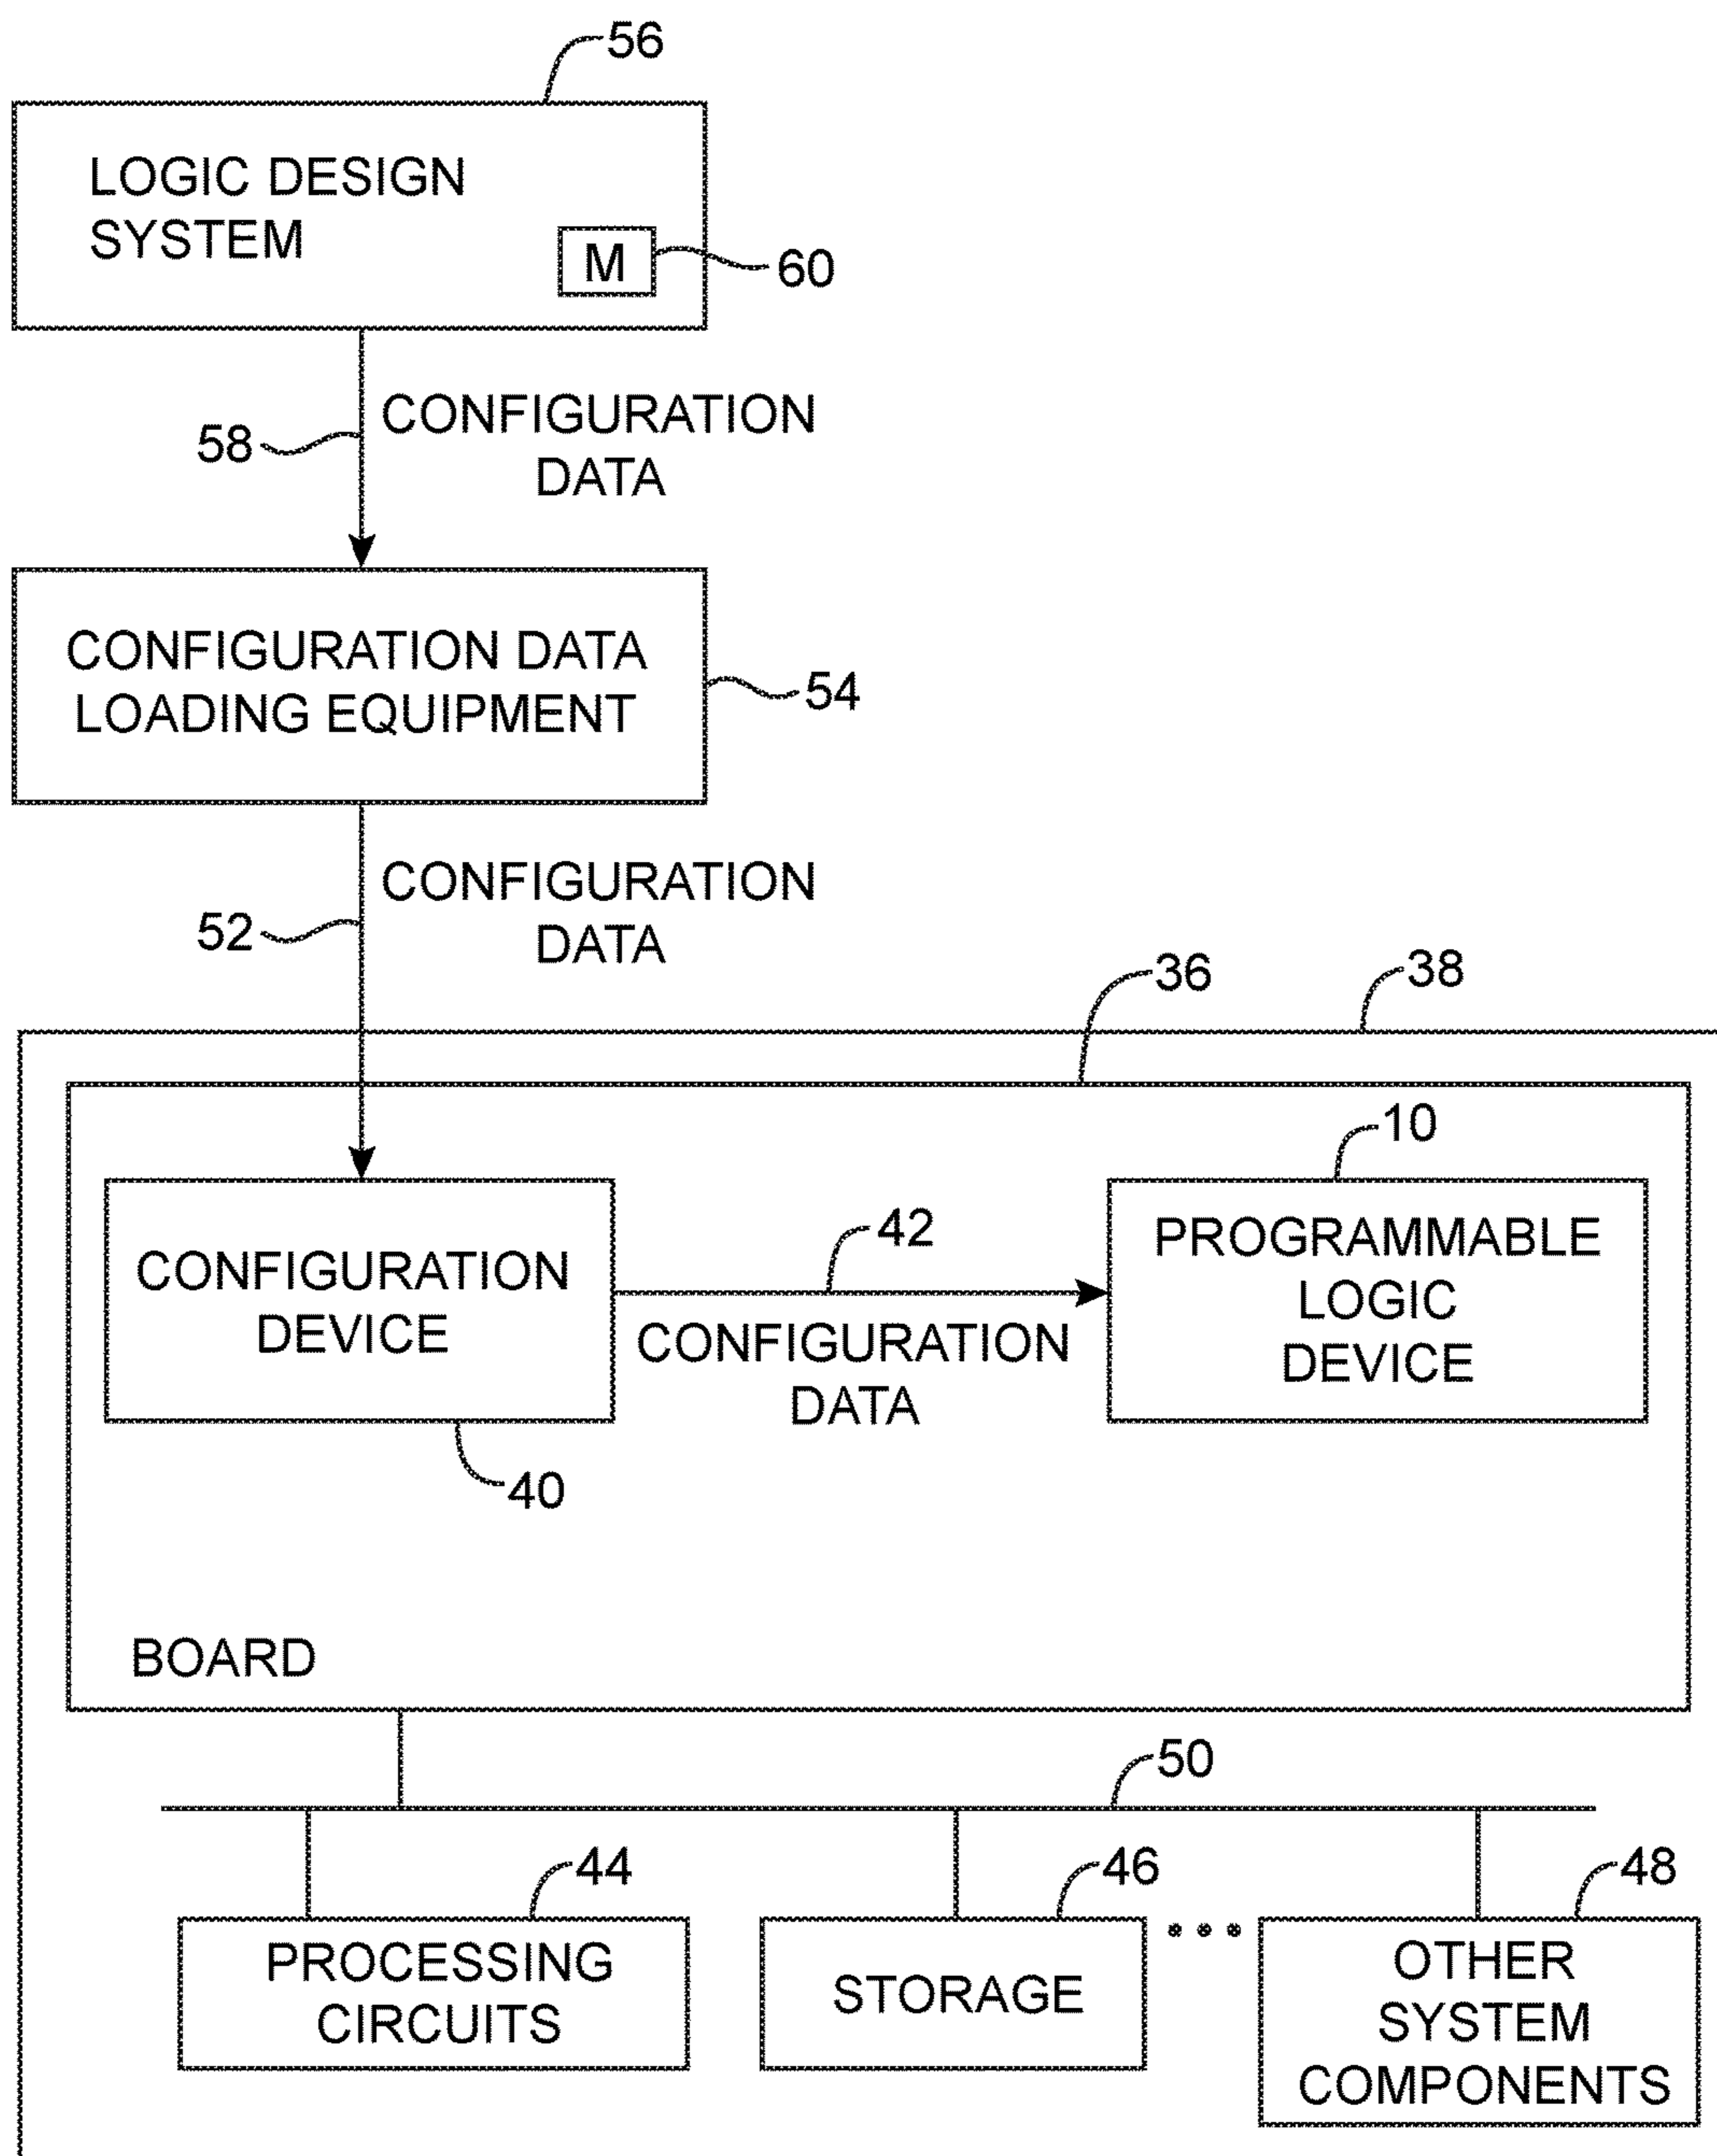 56
LOGIC DESIGN
SYSTEM
M
60
58
CONFIGURATION
DATA
CONFIGURATION DATA
LOADING EQUIPMENT
54
52
CONFIGURATION
DATA
36
38
10
CONFIGURATION
DEVICE
42
CONFIGURATION
DATA
PROGRAMMABLE
LOGIC
DEVICE
40
BOARD
50
44
46
48
PROCESSING
CIRCUITS
STORAGE
OTHER
SYSTEM
COMPONENTS